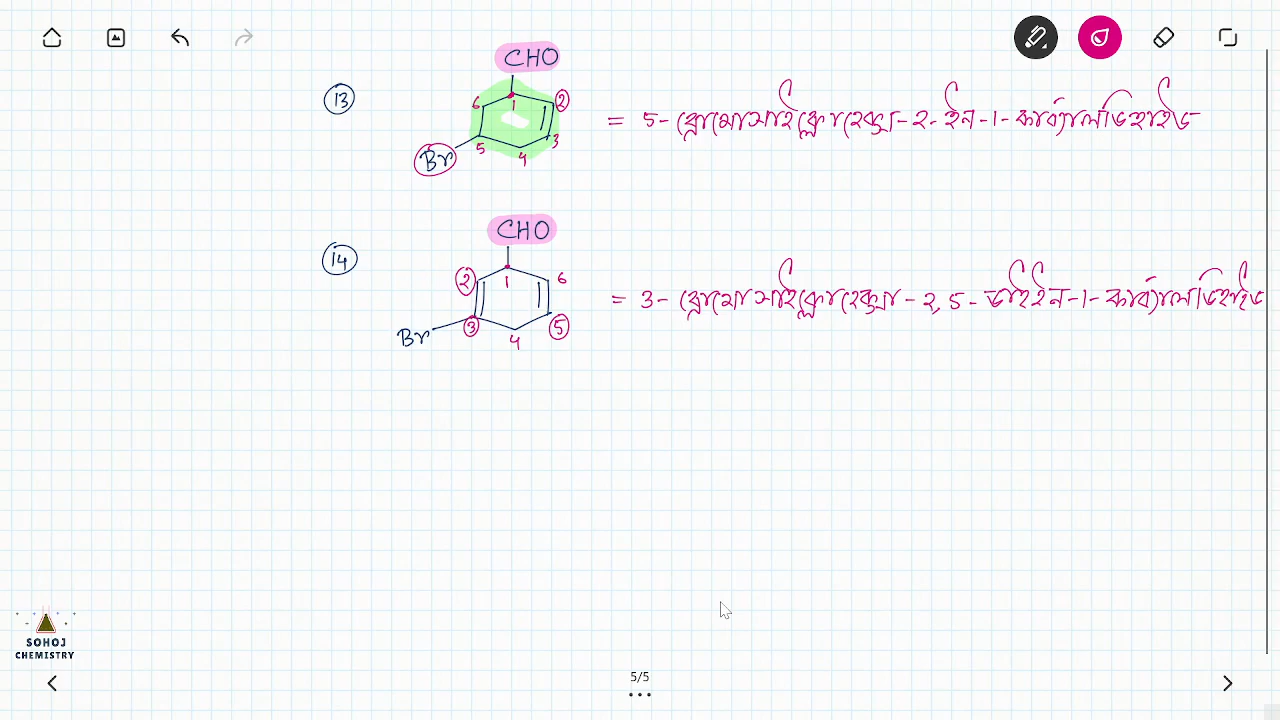 CHO
13
6 1 2
= 5-ব্রোমোসাইক্লোহেক্সা-2-ইন-1-কার্ব্যালডিহাইড
Br 5 4 3
CHO
14
2 1 6
= 3-ব্রোমোসাইক্লোহেক্সা-2,5-ডাইইন-1-কার্ব্যালডিহাইড
Br 3 4 5
SOHOJ
CHEMISTRY
5/5